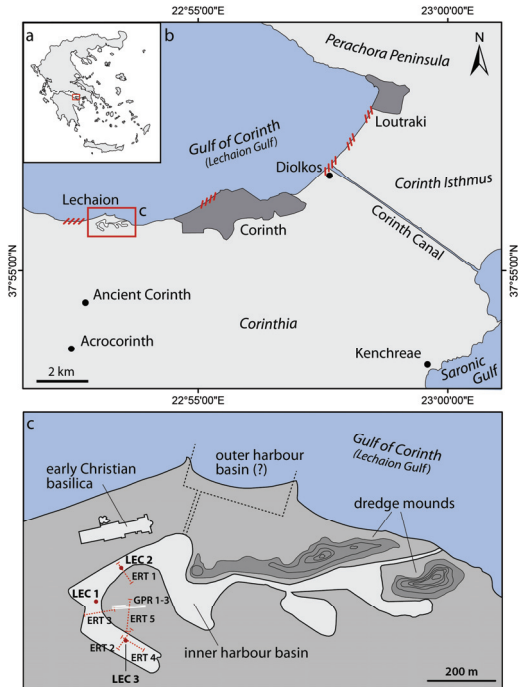 22°55'00"E
23°00'00"E
a
b
Perachora Peninsula
N
Loutraki
Gulf of Corinth
(Lechaion Gulf)
Diolkos
Lechaion
c
Corinth Isthmus
Corinth
Corinth Canal
37°55'00"N
37°55'00"N
Ancient Corinth
Corinthia
Acrocorinth
Kenchreae
Saronic
Gulf
2 km
22°55'00"E
23°00'00"E
c
Gulf of Corinth
(Lechaion Gulf)
outer harbour
basin (?)
early Christian
basilica
dredge mounds
LEC 2
ERT 1
LEC 1
GPR 1-3
ERT 3
ERT 5
inner harbour basin
ERT 2
ERT 4
LEC 3
200 m